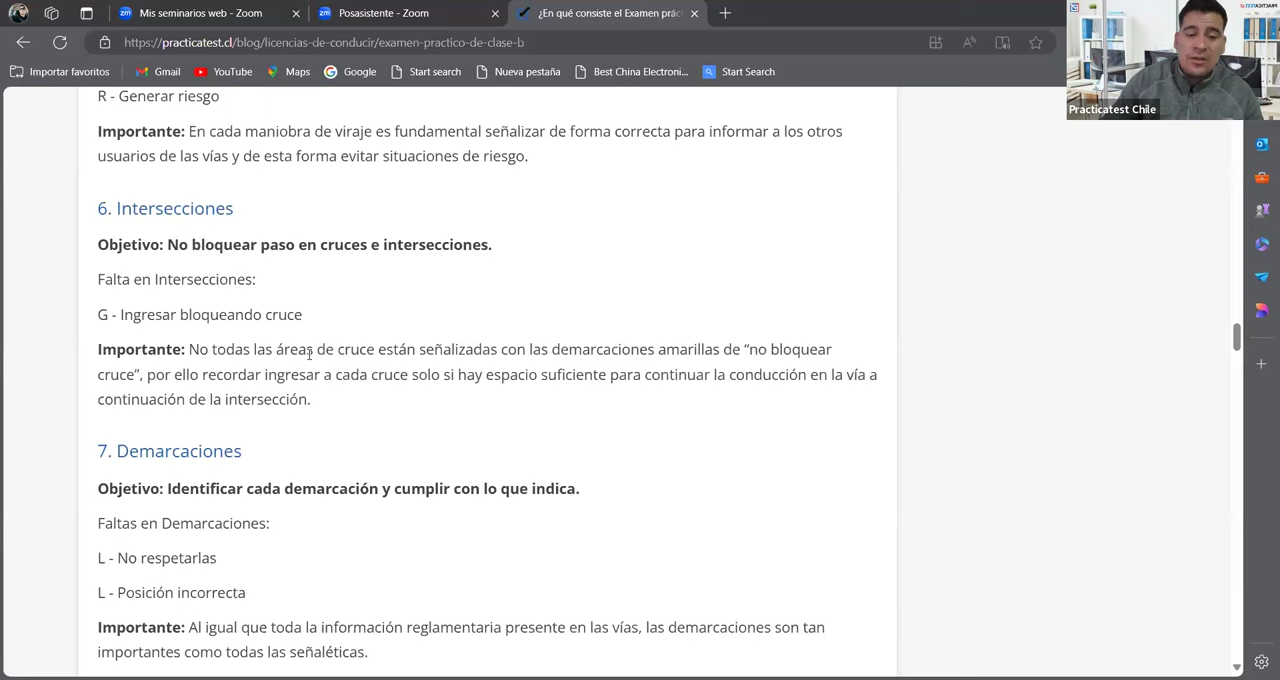 Mis seminarios web - Zoom
Posasistente - Zoom
¿En qué consiste el Examen prác
https://practicatest.cl/blog/licencias-de-conducir/examen-practico-de-clase-b
Importar favoritos
Gmail
YouTube
Maps
Google
Start search
Nueva pestaña
Best China Electroni...
Start Search
Practicatest Chile
R - Generar riesgo
Importante: En cada maniobra de viraje es fundamental señalizar de forma correcta para informar a los otros
usuarios de las vías y de esta forma evitar situaciones de riesgo.
6. Intersecciones
Objetivo: No bloquear paso en cruces e intersecciones.
Falta en Intersecciones:
G - Ingresar bloqueando cruce
Importante: No todas las áreas de cruce están señalizadas con las demarcaciones amarillas de “no bloquear
cruce”, por ello recordar ingresar a cada cruce solo si hay espacio suficiente para continuar la conducción en la vía a
continuación de la intersección.
7. Demarcaciones
Objetivo: Identificar cada demarcación y cumplir con lo que indica.
Faltas en Demarcaciones:
L - No respetarlas
L - Posición incorrecta
Importante: Al igual que toda la información reglamentaria presente en las vías, las demarcaciones son tan
importantes como todas las señaléticas.